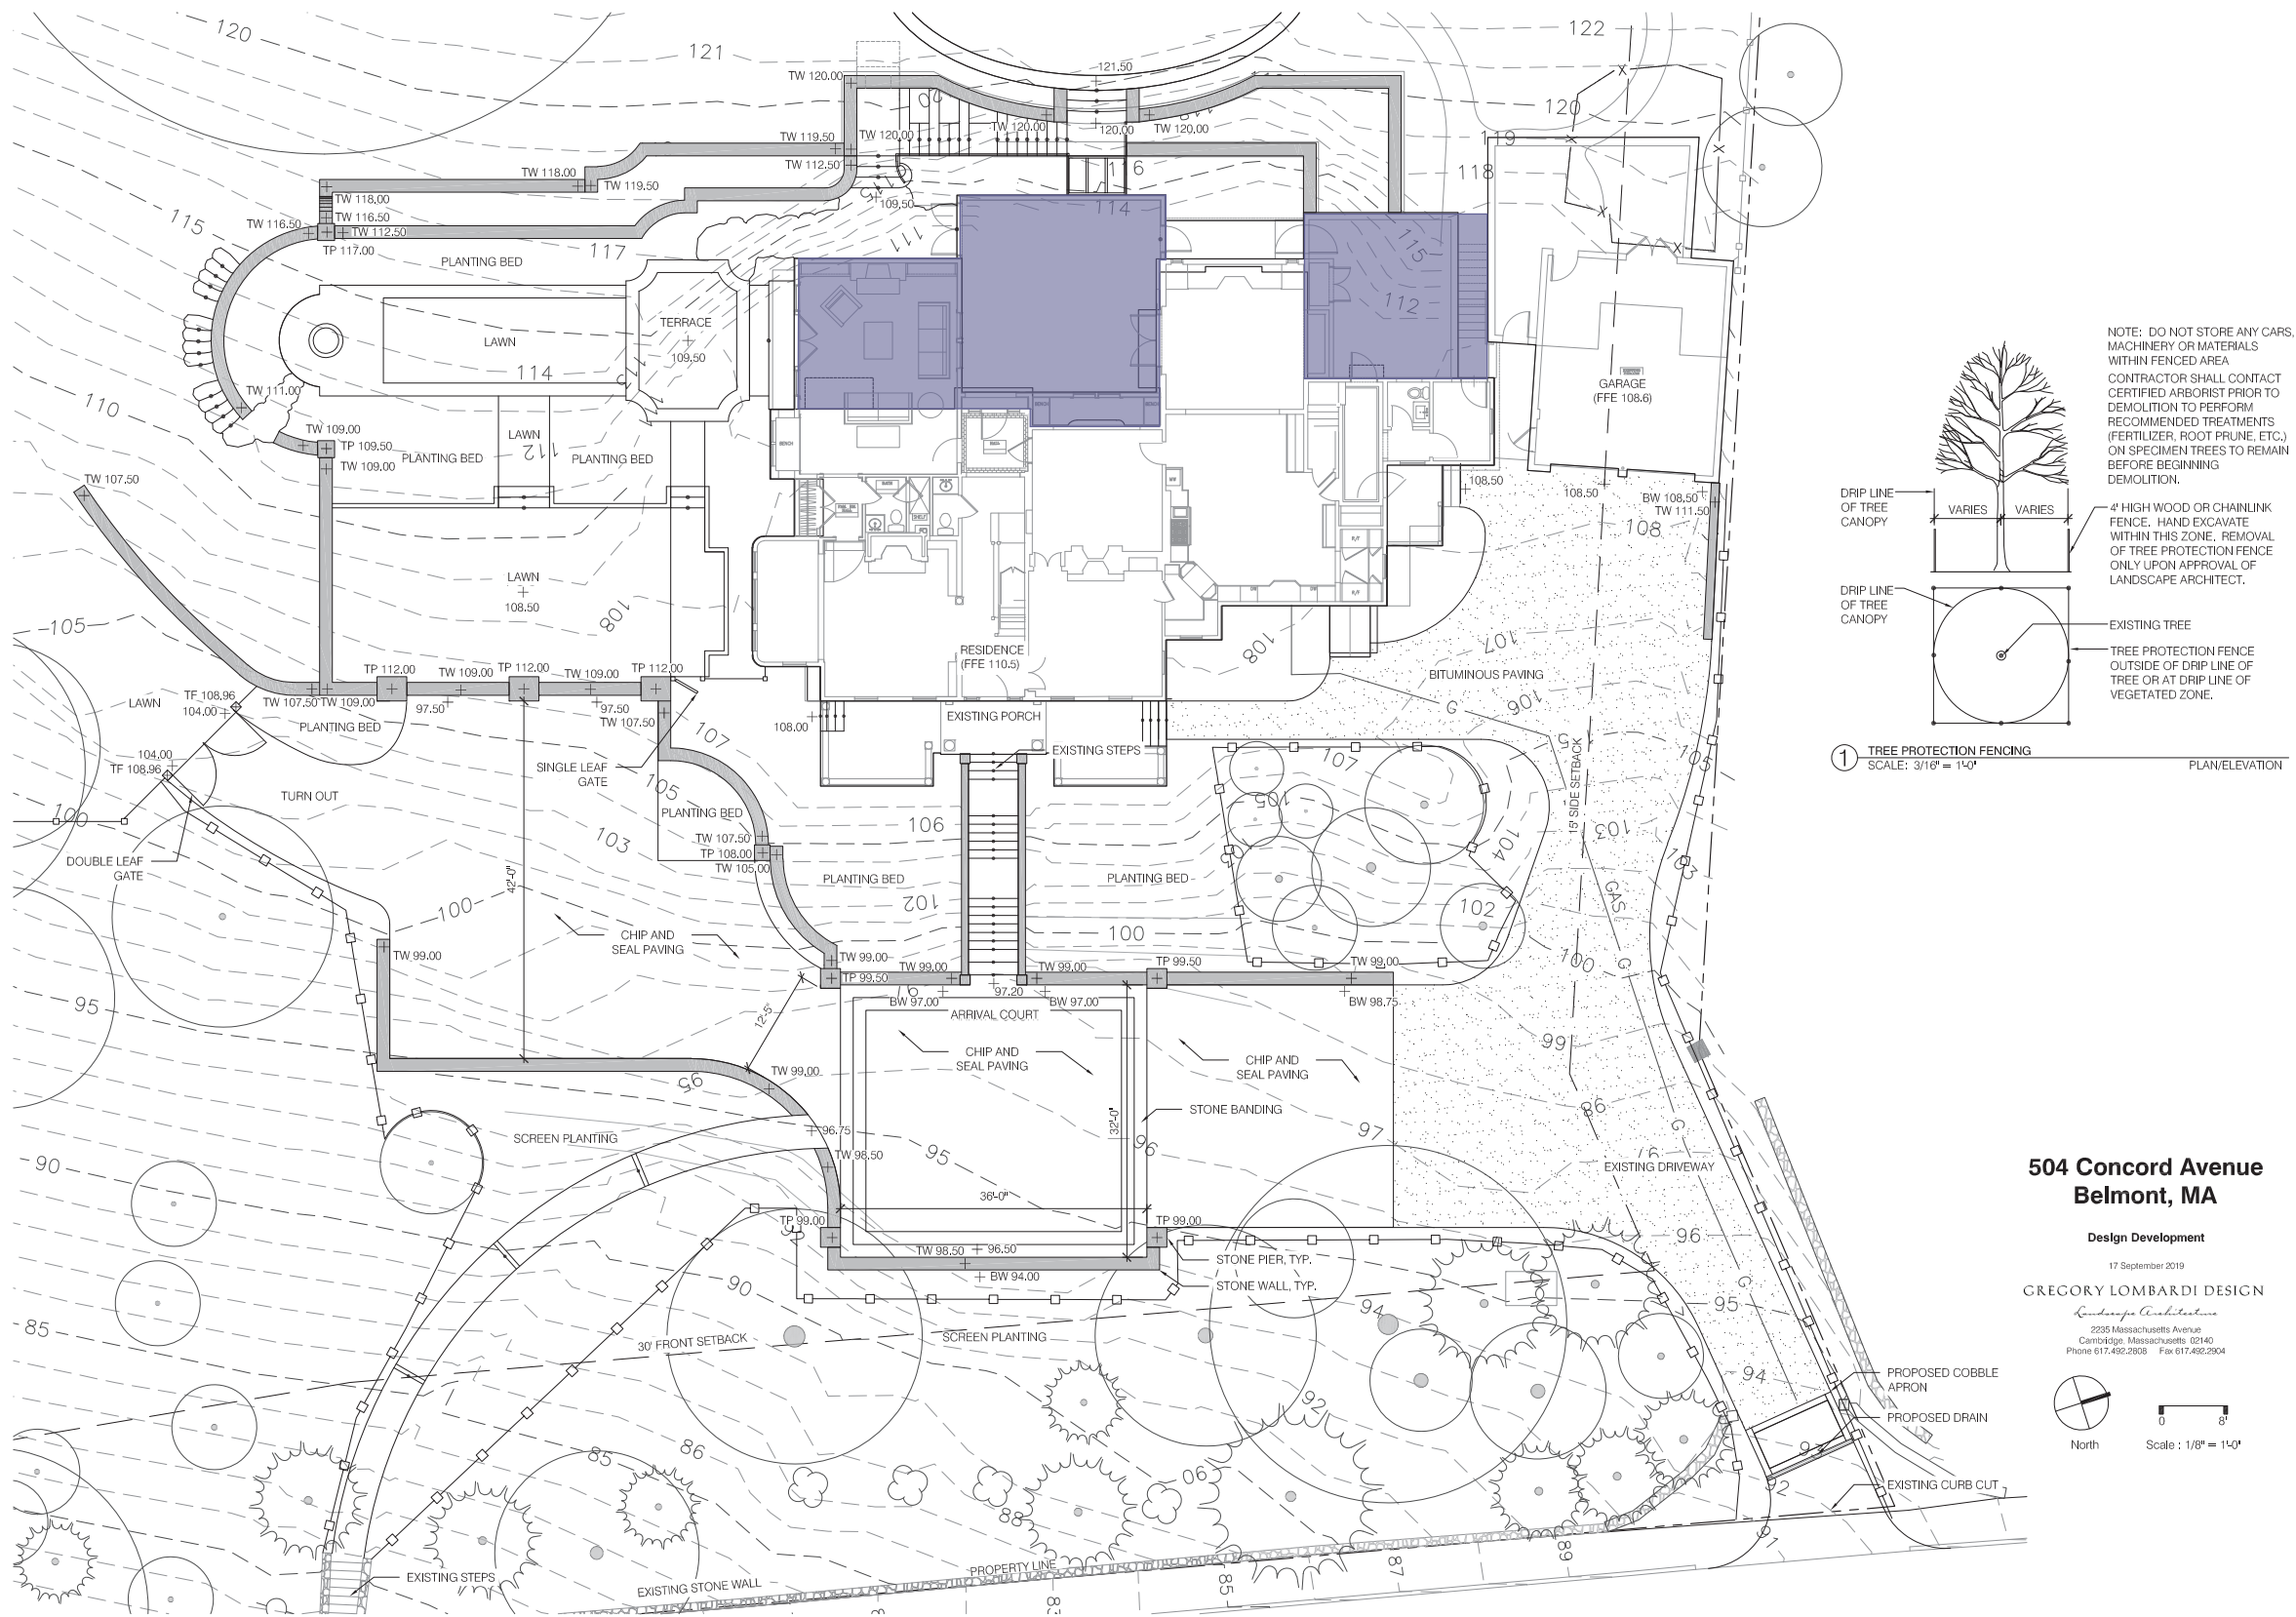 120
121
122
121.50
TW 120.00
120
119
118
TW 119.50
TW 120.00
TW 120.00
120.00
TW 120.00
TW 112.50
109.50
114
TW 118.00
TW 119.50
TW 118.00
TW 116.50
TW 116.50
TW 112.50
TP 117.00
115
117
111
115
112
PLANTING BED
TERRACE
109.50
LAWN
114
110
TW 111.00
TW 109.00
TP 109.50
TW 109.00
PLANTING BED
LAWN
112
PLANTING BED
TW 107.50
GARAGE
(FFE 108.6)
108.50
108.50
BW 108.50
TW 111.50
108
NOTE: DO NOT STORE ANY CARS,
MACHINERY OR MATERIALS
WITHIN FENCED AREA
CONTRACTOR SHALL CONTACT
CERTIFIED ARBORIST PRIOR TO
DEMOLITION TO PERFORM
RECOMMENDED TREATMENTS
(FERTILIZER, ROOT PRUNE, ETC.)
ON SPECIMEN TREES TO REMAIN
BEFORE BEGINNING
DEMOLITION.
DRIP LINE
OF TREE
CANOPY
VARIES
VARIES
4' HIGH WOOD OR CHAINLINK
FENCE. HAND EXCAVATE
WITHIN THIS ZONE. REMOVAL
OF TREE PROTECTION FENCE
ONLY UPON APPROVAL OF
LANDSCAPE ARCHITECT.
DRIP LINE
OF TREE
CANOPY
EXISTING TREE
TREE PROTECTION FENCE
OUTSIDE OF DRIP LINE OF
TREE OR AT DRIP LINE OF
VEGETATED ZONE.
1
TREE PROTECTION FENCING
SCALE: 3/16" = 1'-0"
PLAN/ELEVATION
LAWN
108.50
108
105
RESIDENCE
(FFE 110.5)
108
107
BITUMINOUS PAVING
106
G
105
15' SIDE SETBACK
TP 112.00
TW 109.00
TP 112.00
TW 109.00
TP 112.00
LAWN
TF 108.96
104.00
TW 107.50
TW 109.00
97.50
97.50
TW 107.50
PLANTING BED
108.00
EXISTING PORCH
EXISTING STEPS
107
107
104.00
TF 108.96
SINGLE LEAF
GATE
TURN OUT
105
PLANTING BED
100
103
106
105
104
103
103
DOUBLE LEAF
GATE
TW 107.50
TP 108.00
TW 105.00
42'-0"
PLANTING BED
PLANTING BED
102
102
GAS
100
100
100
G
CHIP AND
SEAL PAVING
TW 99.00
TW 99.00
TP 99.50
TW 99.00
97.20
TW 99.00
TP 99.50
TW 99.00
BW 97.00
BW 97.00
BW 98.75
95
12'-5"
ARRIVAL COURT
CHIP AND
SEAL PAVING
CHIP AND
SEAL PAVING
99
98
G
95
TW 99.00
STONE BANDING
32'-0"
96.75
SCREEN PLANTING
95
96
97
TW 98.50
EXISTING DRIVEWAY
90
36'-0"
TP 99.00
TP 99.00
TW 98.50
96.50
BW 94.00
STONE PIER, TYP.
STONE WALL, TYP.
96
G
95
94
94
90
85
30' FRONT SETBACK
SCREEN PLANTING
92
86
85
90
88
92
91
PROPOSED COBBLE
APRON
PROPOSED DRAIN
EXISTING CURB CUT
EXISTING STEPS
EXISTING STONE WALL
PROPERTY LINE
83
85
87
89
504 Concord Avenue
Belmont, MA
Design Development
17 September 2019
GREGORY LOMBARDI DESIGN
Landscape Architecture
2235 Massachusetts Avenue
Cambridge, Massachusetts 02140
Phone 617.492.2808 Fax 617.492.2904
North
0 8'
Scale : 1/8" = 1'-0"